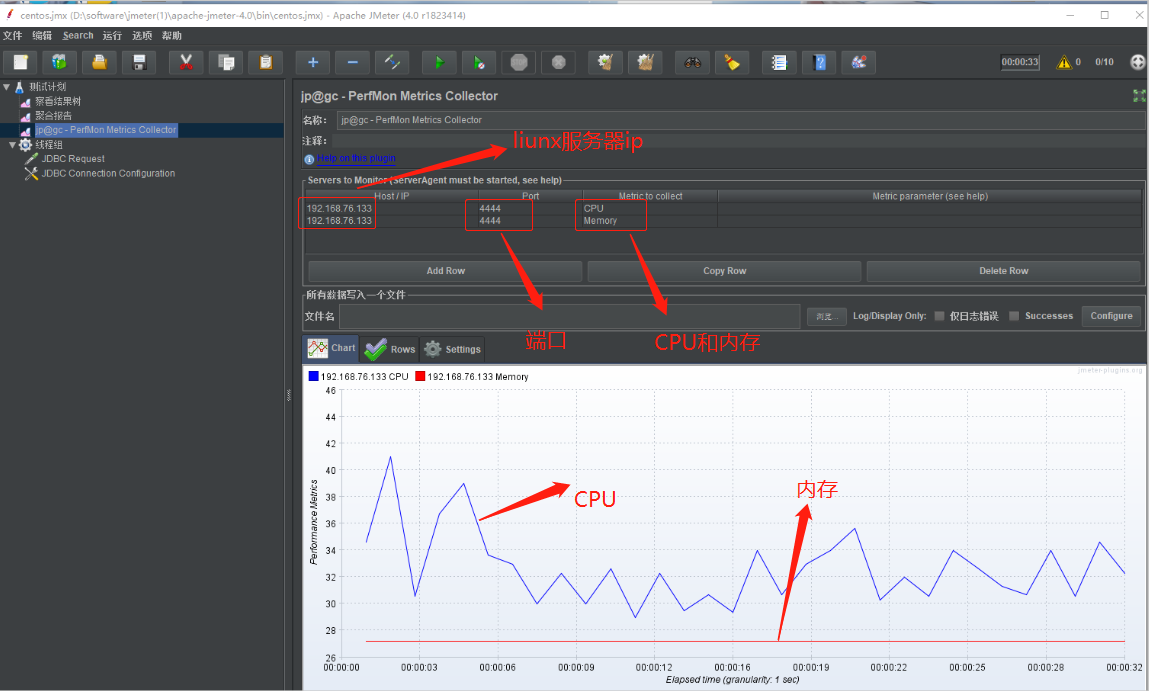 centos.jmx (D:\software\jmeter(1)\apache-jmeter-4.0\bin\centos.jmx) - Apache JMeter (4.0 r1823414)
文件 编辑 Search 运行 选项 帮助
00:00:33 0 0/10
测试计划
察看结果树
聚合报告
jp@gc - PerfMon Metrics Collector
线程组
JDBC Request
JDBC Connection Configuration
jp@gc - PerfMon Metrics Collector
名称: jp@gc - PerfMon Metrics Collector
注释:
Help on this plugin
liunx服务器ip
Servers to Monitor (ServerAgent must be started, see help)
Host / IP Port Metric to collect Metric parameter (see help)
192.168.76.133 4444 CPU
192.168.76.133 4444 Memory
Add Row Copy Row Delete Row
所有数据写入一个文件
文件名 浏览... Log/Display Only: 仅日志错误 Successes Configure
端口
CPU和内存
Chart Rows Settings
192.168.76.133 CPU 192.168.76.133 Memory
jmeter-plugins.org
46
44
42
40
38
36
34
32
30
28
26
Performance Metrics
CPU
内存
00:00:00 00:00:03 00:00:06 00:00:09 00:00:12 00:00:16 00:00:19 00:00:22 00:00:25 00:00:28 00:00:32
Elapsed time (granularity: 1 sec)